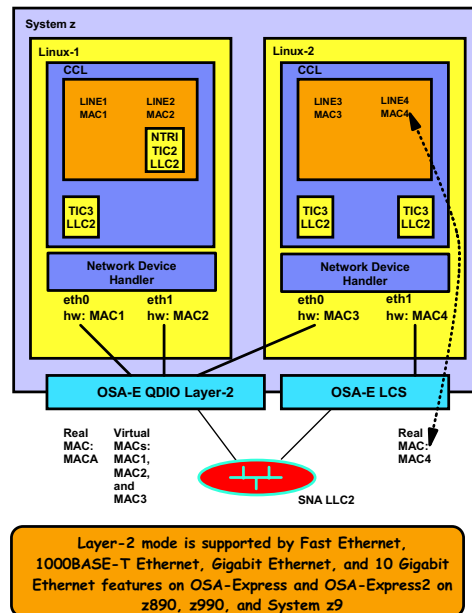 System z
Linux-1
CCL
LINE1
MAC1
LINE2
MAC2
NTRI
TIC2
LLC2
TIC3
LLC2
Network Device
Handler
eth0
hw: MAC1
eth1
hw: MAC2
Linux-2
CCL
LINE3
MAC3
LINE4
MAC4
TIC3
LLC2
TIC3
LLC2
Network Device
Handler
eth0
hw: MAC3
eth1
hw: MAC4
OSA-E QDIO Layer-2
OSA-E LCS
Real
MAC:
MACA
Virtual
MACs:
MAC1,
MAC2,
and
MAC3
Real
MAC:
MAC4
SNA LLC2
Layer-2 mode is supported by Fast Ethernet,
1000BASE-T Ethernet, Gigabit Ethernet, and 10 Gigabit
Ethernet features on OSA-Express and OSA-Express2 on
z890, z990, and System z9